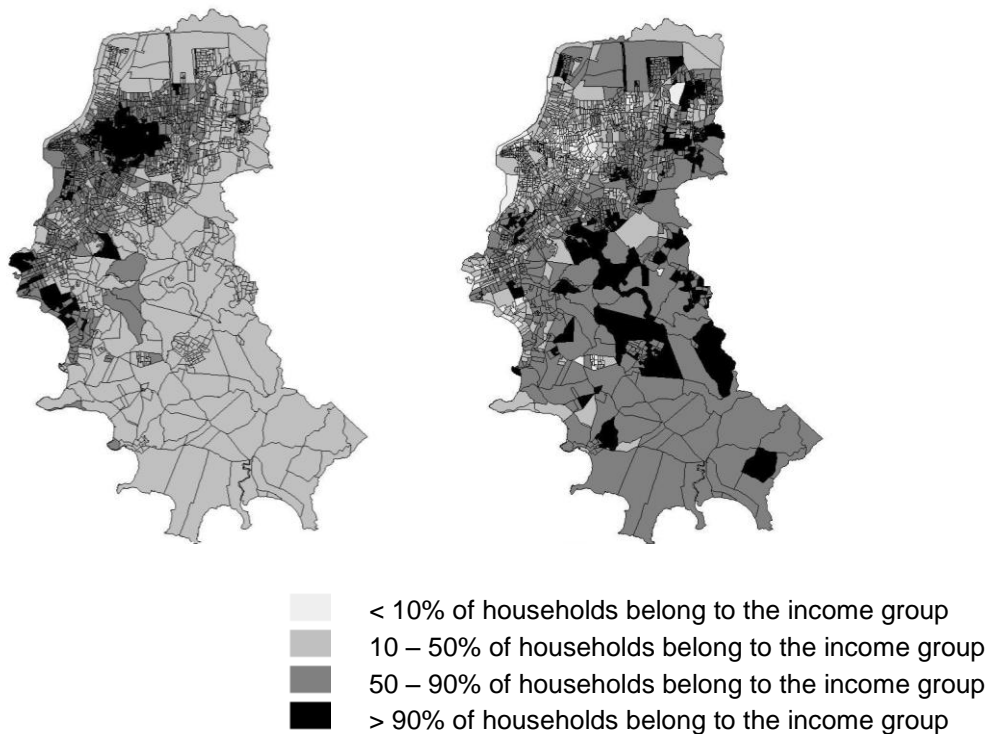 < 10% of households belong to the income group
10 – 50% of households belong to the income group
50 – 90% of households belong to the income group
> 90% of households belong to the income group